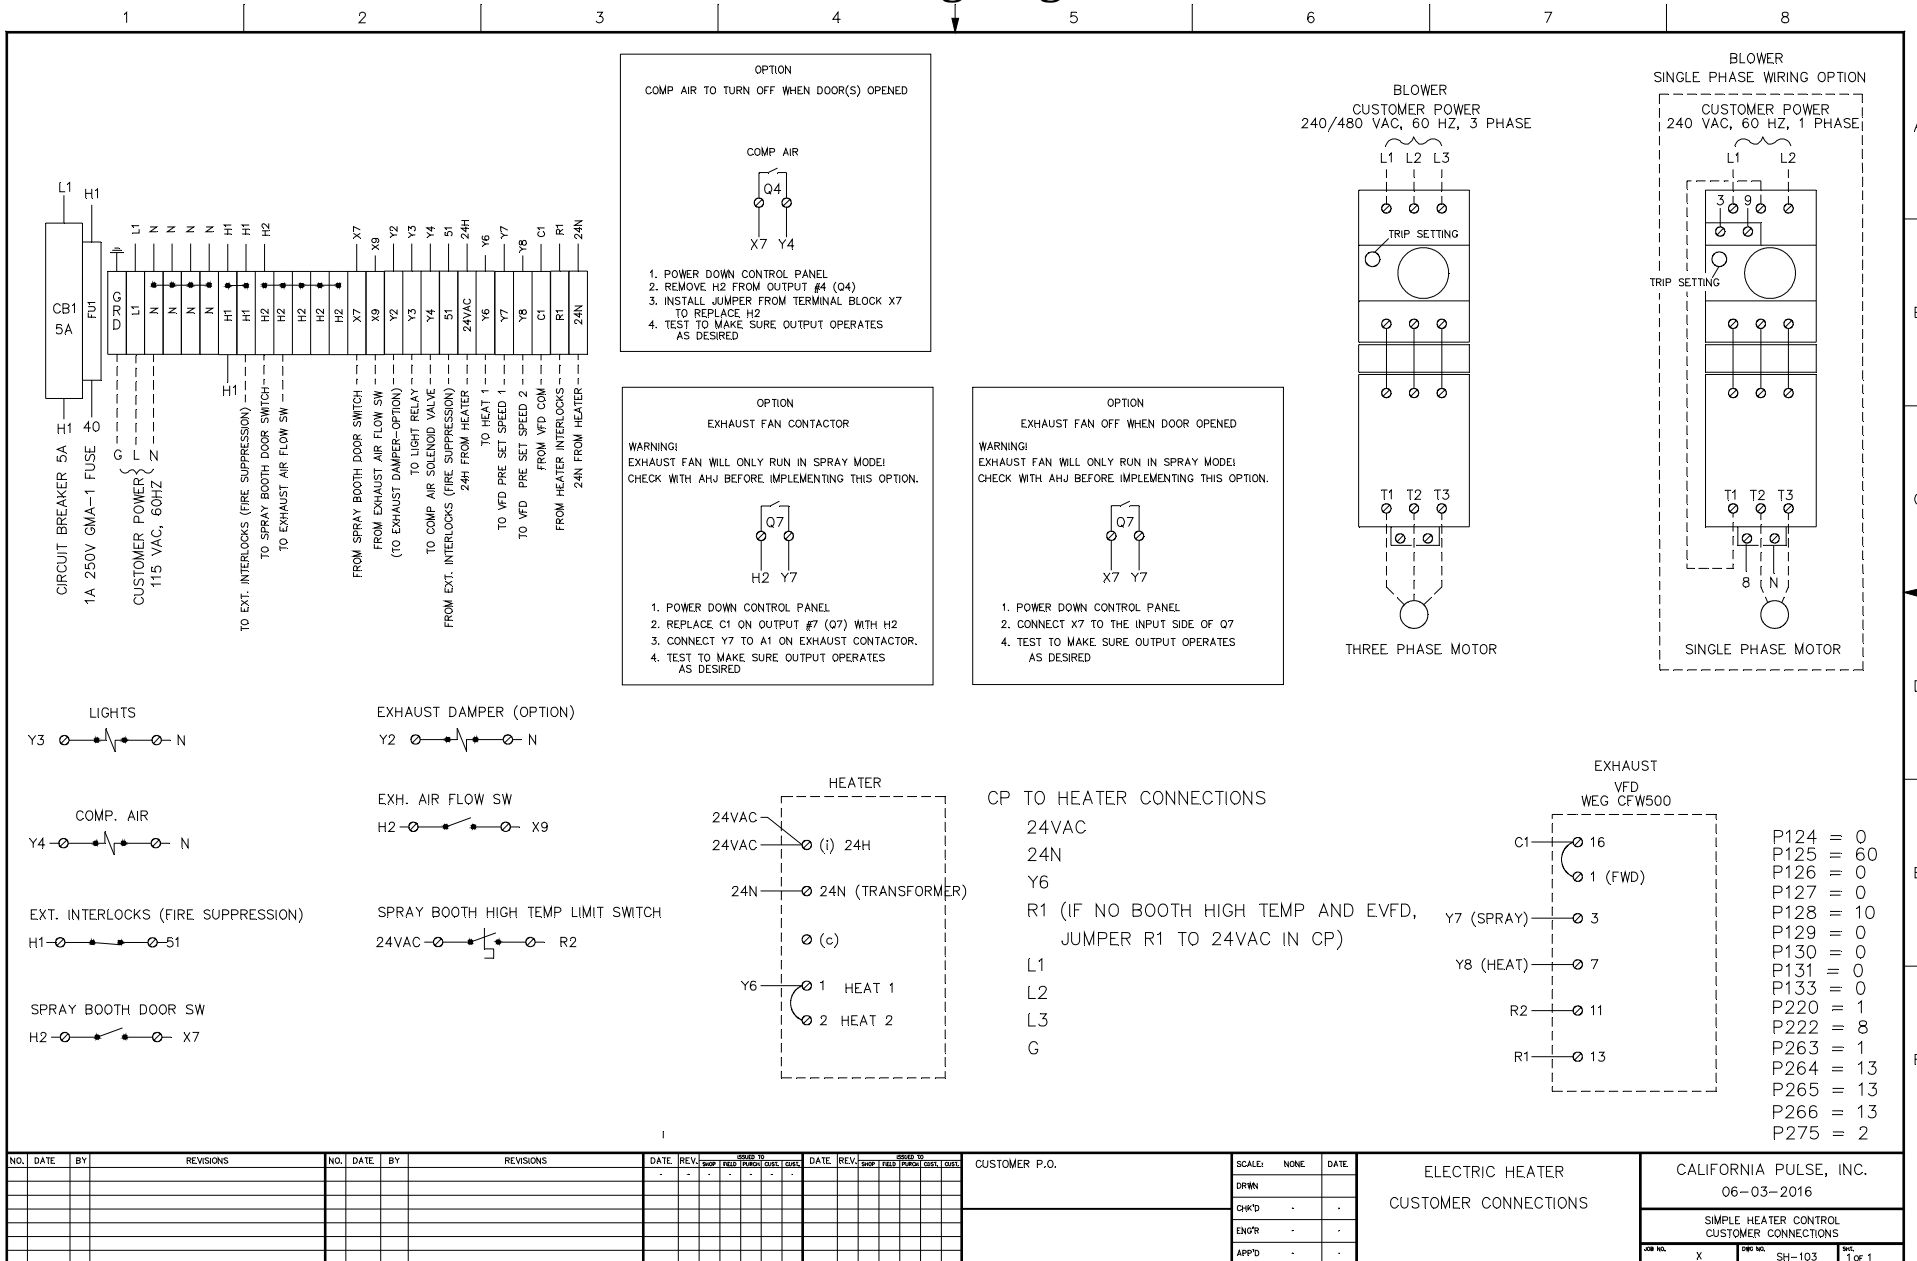 1 2 3 4 5 6 7 8
OPTION
COMP AIR TO TURN OFF WHEN DOOR(S) OPENED
COMP AIR
Q4
X7 Y4
1. POWER DOWN CONTROL PANEL
2. REMOVE H2 FROM OUTPUT #4 (Q4)
3. INSTALL JUMPER FROM TERMINAL BLOCK X7
TO REPLACE H2
4. TEST TO MAKE SURE OUTPUT OPERATES
AS DESIRED
BLOWER
CUSTOMER POWER
240/480 VAC, 60 HZ, 3 PHASE
L1 L2 L3
TRIP SETTING
T1 T2 T3
THREE PHASE MOTOR
BLOWER
SINGLE PHASE WIRING OPTION
CUSTOMER POWER
240 VAC, 60 HZ, 1 PHASE
L1 L2
3 9
TRIP SETTING
T1 T2 T3
8 N
SINGLE PHASE MOTOR
L1 H1
CB1
5A
FU1
H1 40
L1 N N N N H1 H1 H2 X7 X9 Y2 Y3 Y4 51 24H Y6 Y7 Y8 C1 R1 24N
GRD L1 N N N N H1 H1 H2 H2 H2 H2 H2 X7 X9 Y2 Y3 Y4 51 24VAC Y6 Y7 Y8 C1 R1 24N
H1
G L N
CIRCUIT BREAKER 5A
1A 250V GMA-1 FUSE
CUSTOMER POWER
115 VAC, 60HZ
TO EXT. INTERLOCKS (FIRE SUPPRESSION)
TO SPRAY BOOTH DOOR SWITCH
TO EXHAUST AIR FLOW SW
FROM SPRAY BOOTH DOOR SWITCH
FROM EXHAUST AIR FLOW SW
(TO EXHAUST DAMPER-OPTION)
TO LIGHT RELAY
TO COMP AIR SOLENOID VALVE
FROM EXT. INTERLOCKS (FIRE SUPPRESSION)
24H FROM HEATER
TO HEAT 1
TO VFD PRE SET SPEED 1
TO VFD PRE SET SPEED 2
FROM VFD COM
FROM HEATER INTERLOCKS
24N FROM HEATER
OPTION
EXHAUST FAN CONTACTOR
WARNING!
EXHAUST FAN WILL ONLY RUN IN SPRAY MODE!
CHECK WITH AHJ BEFORE IMPLEMENTING THIS OPTION.
Q7
H2 Y7
1. POWER DOWN CONTROL PANEL
2. REPLACE C1 ON OUTPUT #7 (Q7) WITH H2
3. CONNECT Y7 TO A1 ON EXHAUST CONTACTOR.
4. TEST TO MAKE SURE OUTPUT OPERATES
AS DESIRED
OPTION
EXHAUST FAN OFF WHEN DOOR OPENED
WARNING!
EXHAUST FAN WILL ONLY RUN IN SPRAY MODE!
CHECK WITH AHJ BEFORE IMPLEMENTING THIS OPTION.
Q7
X7 Y7
1. POWER DOWN CONTROL PANEL
2. CONNECT X7 TO THE INPUT SIDE OF Q7
4. TEST TO MAKE SURE OUTPUT OPERATES
AS DESIRED
LIGHTS
Y3 N
COMP. AIR
Y4 N
EXT. INTERLOCKS (FIRE SUPPRESSION)
H1 51
SPRAY BOOTH DOOR SW
H2 X7
EXHAUST DAMPER (OPTION)
Y2 N
EXH. AIR FLOW SW
H2 X9
SPRAY BOOTH HIGH TEMP LIMIT SWITCH
24VAC R2
HEATER
24VAC
24VAC (i) 24H
24N 24N (TRANSFORMER)
(c)
Y6 1 HEAT 1
2 HEAT 2
CP TO HEATER CONNECTIONS
24VAC
24N
Y6
R1 (IF NO BOOTH HIGH TEMP AND EVFD,
JUMPER R1 TO 24VAC IN CP)
L1
L2
L3
G
EXHAUST
VFD
WEG CFW500
C1 16
1 (FWD)
Y7 (SPRAY) 3
Y8 (HEAT) 7
R2 11
R1 13
P124 = 0
P125 = 60
P126 = 0
P127 = 0
P128 = 10
P129 = 0
P130 = 0
P131 = 0
P133 = 0
P220 = 1
P222 = 8
P263 = 1
P264 = 13
P265 = 13
P266 = 13
P275 = 2
NO. DATE BY REVISIONS NO. DATE BY REVISIONS
DATE REV. ISSUED TO SHOP FIELD PURCH. CUST. CUST.
DATE REV. ISSUED TO SHOP FIELD PURCH CUST. CUST.
CUSTOMER P.O.
SCALE: NONE DATE
DRWN
CHK'D - -
ENG'R - -
APP'D - -
ELECTRIC HEATER
CUSTOMER CONNECTIONS
CALIFORNIA PULSE, INC.
06-03-2016
SIMPLE HEATER CONTROL
CUSTOMER CONNECTIONS
JOB NO. X DWG NO. SH-103 SHT. 1 OF 1